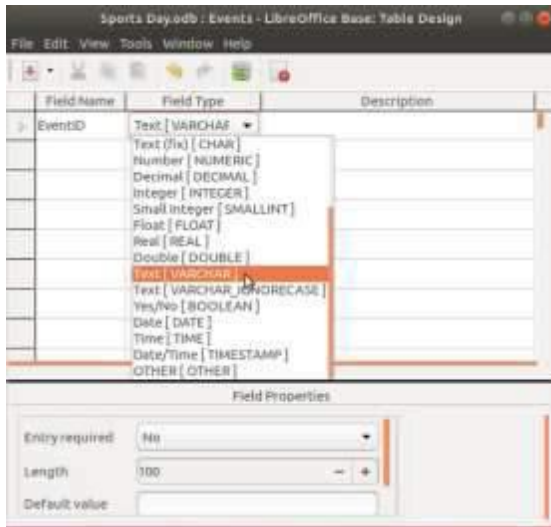 Sports Day.odb : Events - LibreOffice Base: Table Design
File Edit View Tools Window Help
Field Name Field Type Description
EventID Text [ VARCHAR
Text (fix) [ CHAR ]
Number [ NUMERIC ]
Decimal [ DECIMAL ]
Integer [ INTEGER ]
Small Integer [ SMALLINT ]
Float [ FLOAT ]
Real [ REAL ]
Double [ DOUBLE ]
Text [ VARCHAR ]
Text [ VARCHAR_IGNORECASE ]
Yes/No [ BOOLEAN ]
Date [ DATE ]
Time [ TIME ]
Date/Time [ TIMESTAMP ]
OTHER [ OTHER ]
Field Properties
Entry required No
Length 100
Default value